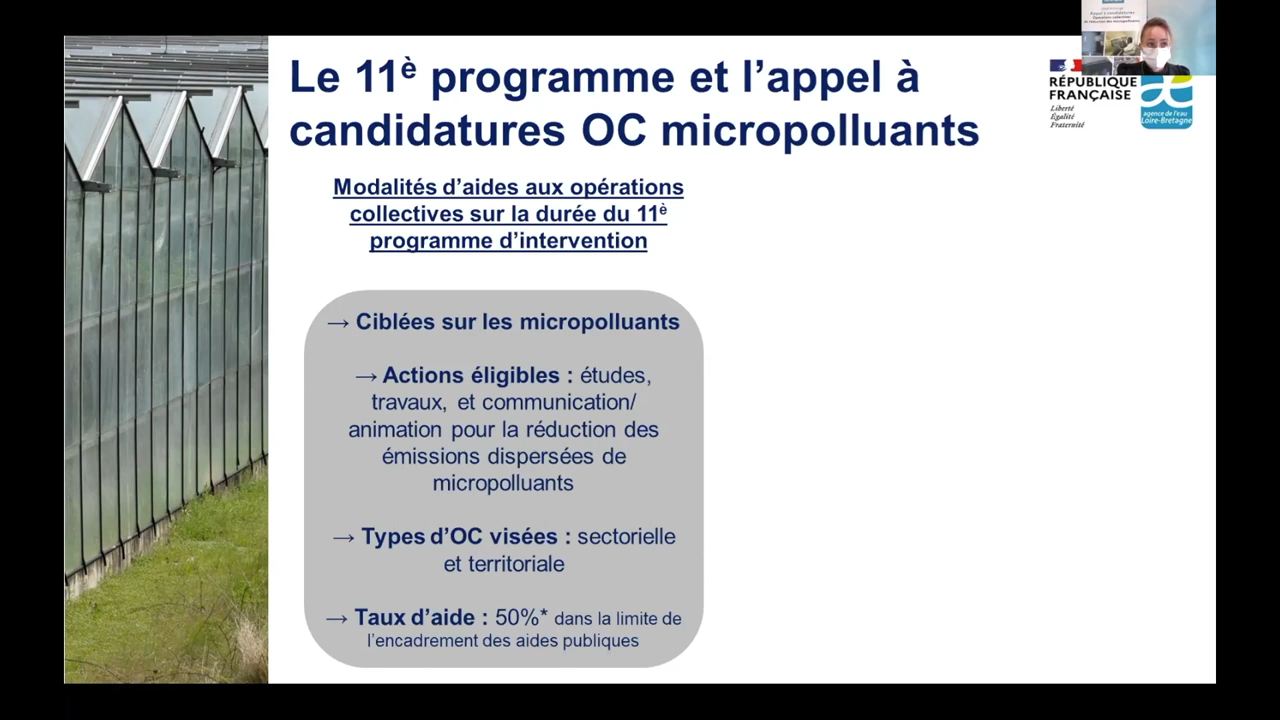 Le 11è programme et l’appel à
candidatures OC micropolluants
RÉPUBLIQUE
FRANÇAISE
Liberté
Égalité
Fraternité
agence de l'eau
Loire-Bretagne
Modalités d’aides aux opérations
collectives sur la durée du 11è
programme d’intervention
→ Ciblées sur les micropolluants
→ Actions éligibles : études,
travaux, et communication/
animation pour la réduction des
émissions dispersées de
micropolluants
→ Types d’OC visées : sectorielle
et territoriale
→ Taux d’aide : 50%* dans la limite de
l’encadrement des aides publiques